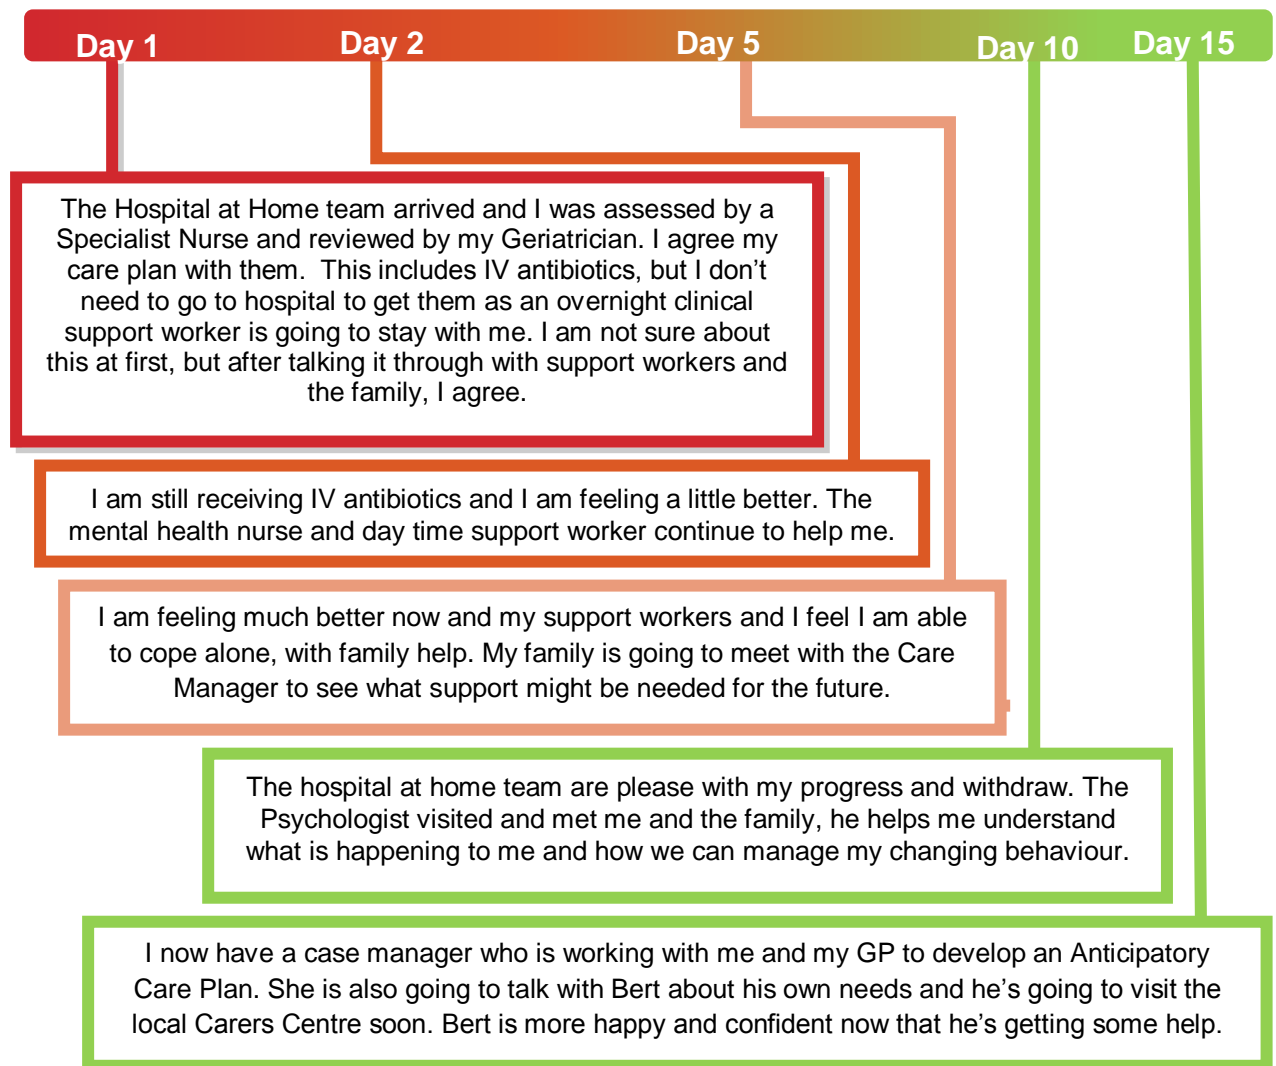 Day 1
Day 2
Day 5
Day 10
Day 15
The Hospital at Home team arrived and I was assessed by a
Specialist Nurse and reviewed by my Geriatrician. I agree my
care plan with them.  This includes IV antibiotics, but I don’t
need to go to hospital to get them as an overnight clinical
support worker is going to stay with me. I am not sure about
this at first, but after talking it through with support workers and
the family, I agree.
I am still receiving IV antibiotics and I am feeling a little better. The
mental health nurse and day time support worker continue to help me.
I am feeling much better now and my support workers and I feel I am able
to cope alone, with family help. My family is going to meet with the Care
Manager to see what support might be needed for the future.
The hospital at home team are please with my progress and withdraw. The
Psychologist visited and met me and the family, he helps me understand
what is happening to me and how we can manage my changing behaviour.
I now have a case manager who is working with me and my GP to develop an Anticipatory
Care Plan. She is also going to talk with Bert about his own needs and he’s going to visit the
local Carers Centre soon. Bert is more happy and confident now that he’s getting some help.